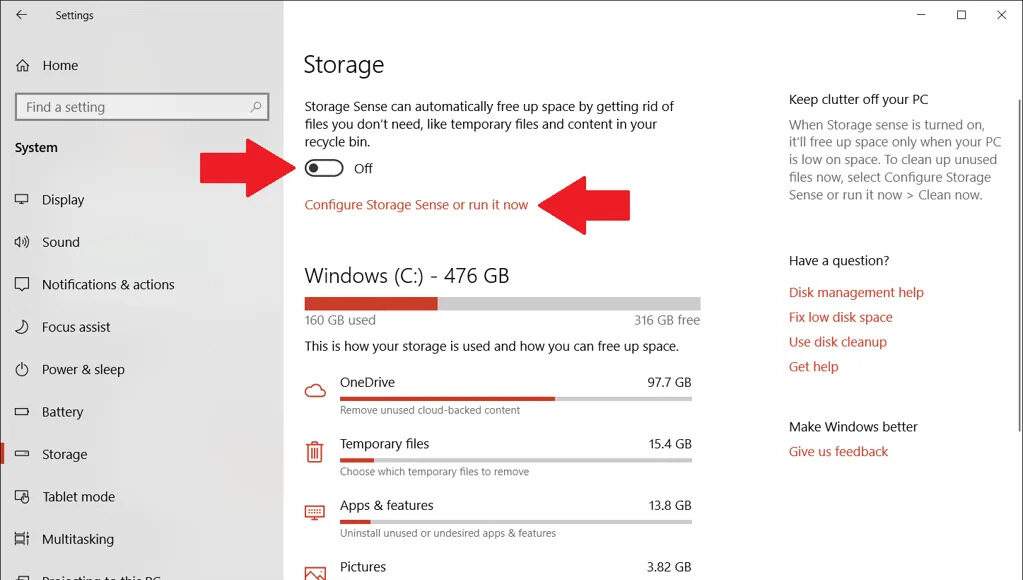 Settings
Home
Find a setting
System
Display
Sound
Notifications & actions
Focus assist
Power & sleep
Battery
Storage
Tablet mode
Multitasking
Projecting to this PC
Storage
Storage Sense can automatically free up space by getting rid of
files you don't need, like temporary files and content in your
recycle bin.
Off
Configure Storage Sense or run it now
Windows (C:) - 476 GB
160 GB used
316 GB free
This is how your storage is used and how you can free up space.
OneDrive
97.7 GB
Remove unused cloud-backed content
Temporary files
15.4 GB
Choose which temporary files to remove
Apps & features
13.8 GB
Uninstall unused or undesired apps & features
Pictures
3.82 GB
Keep clutter off your PC
When Storage sense is turned on,
it'll free up space only when your PC
is low on space. To clean up unused
files now, select Configure Storage
Sense or run it now > Clean now.
Have a question?
Disk management help
Fix low disk space
Use disk cleanup
Get help
Make Windows better
Give us feedback